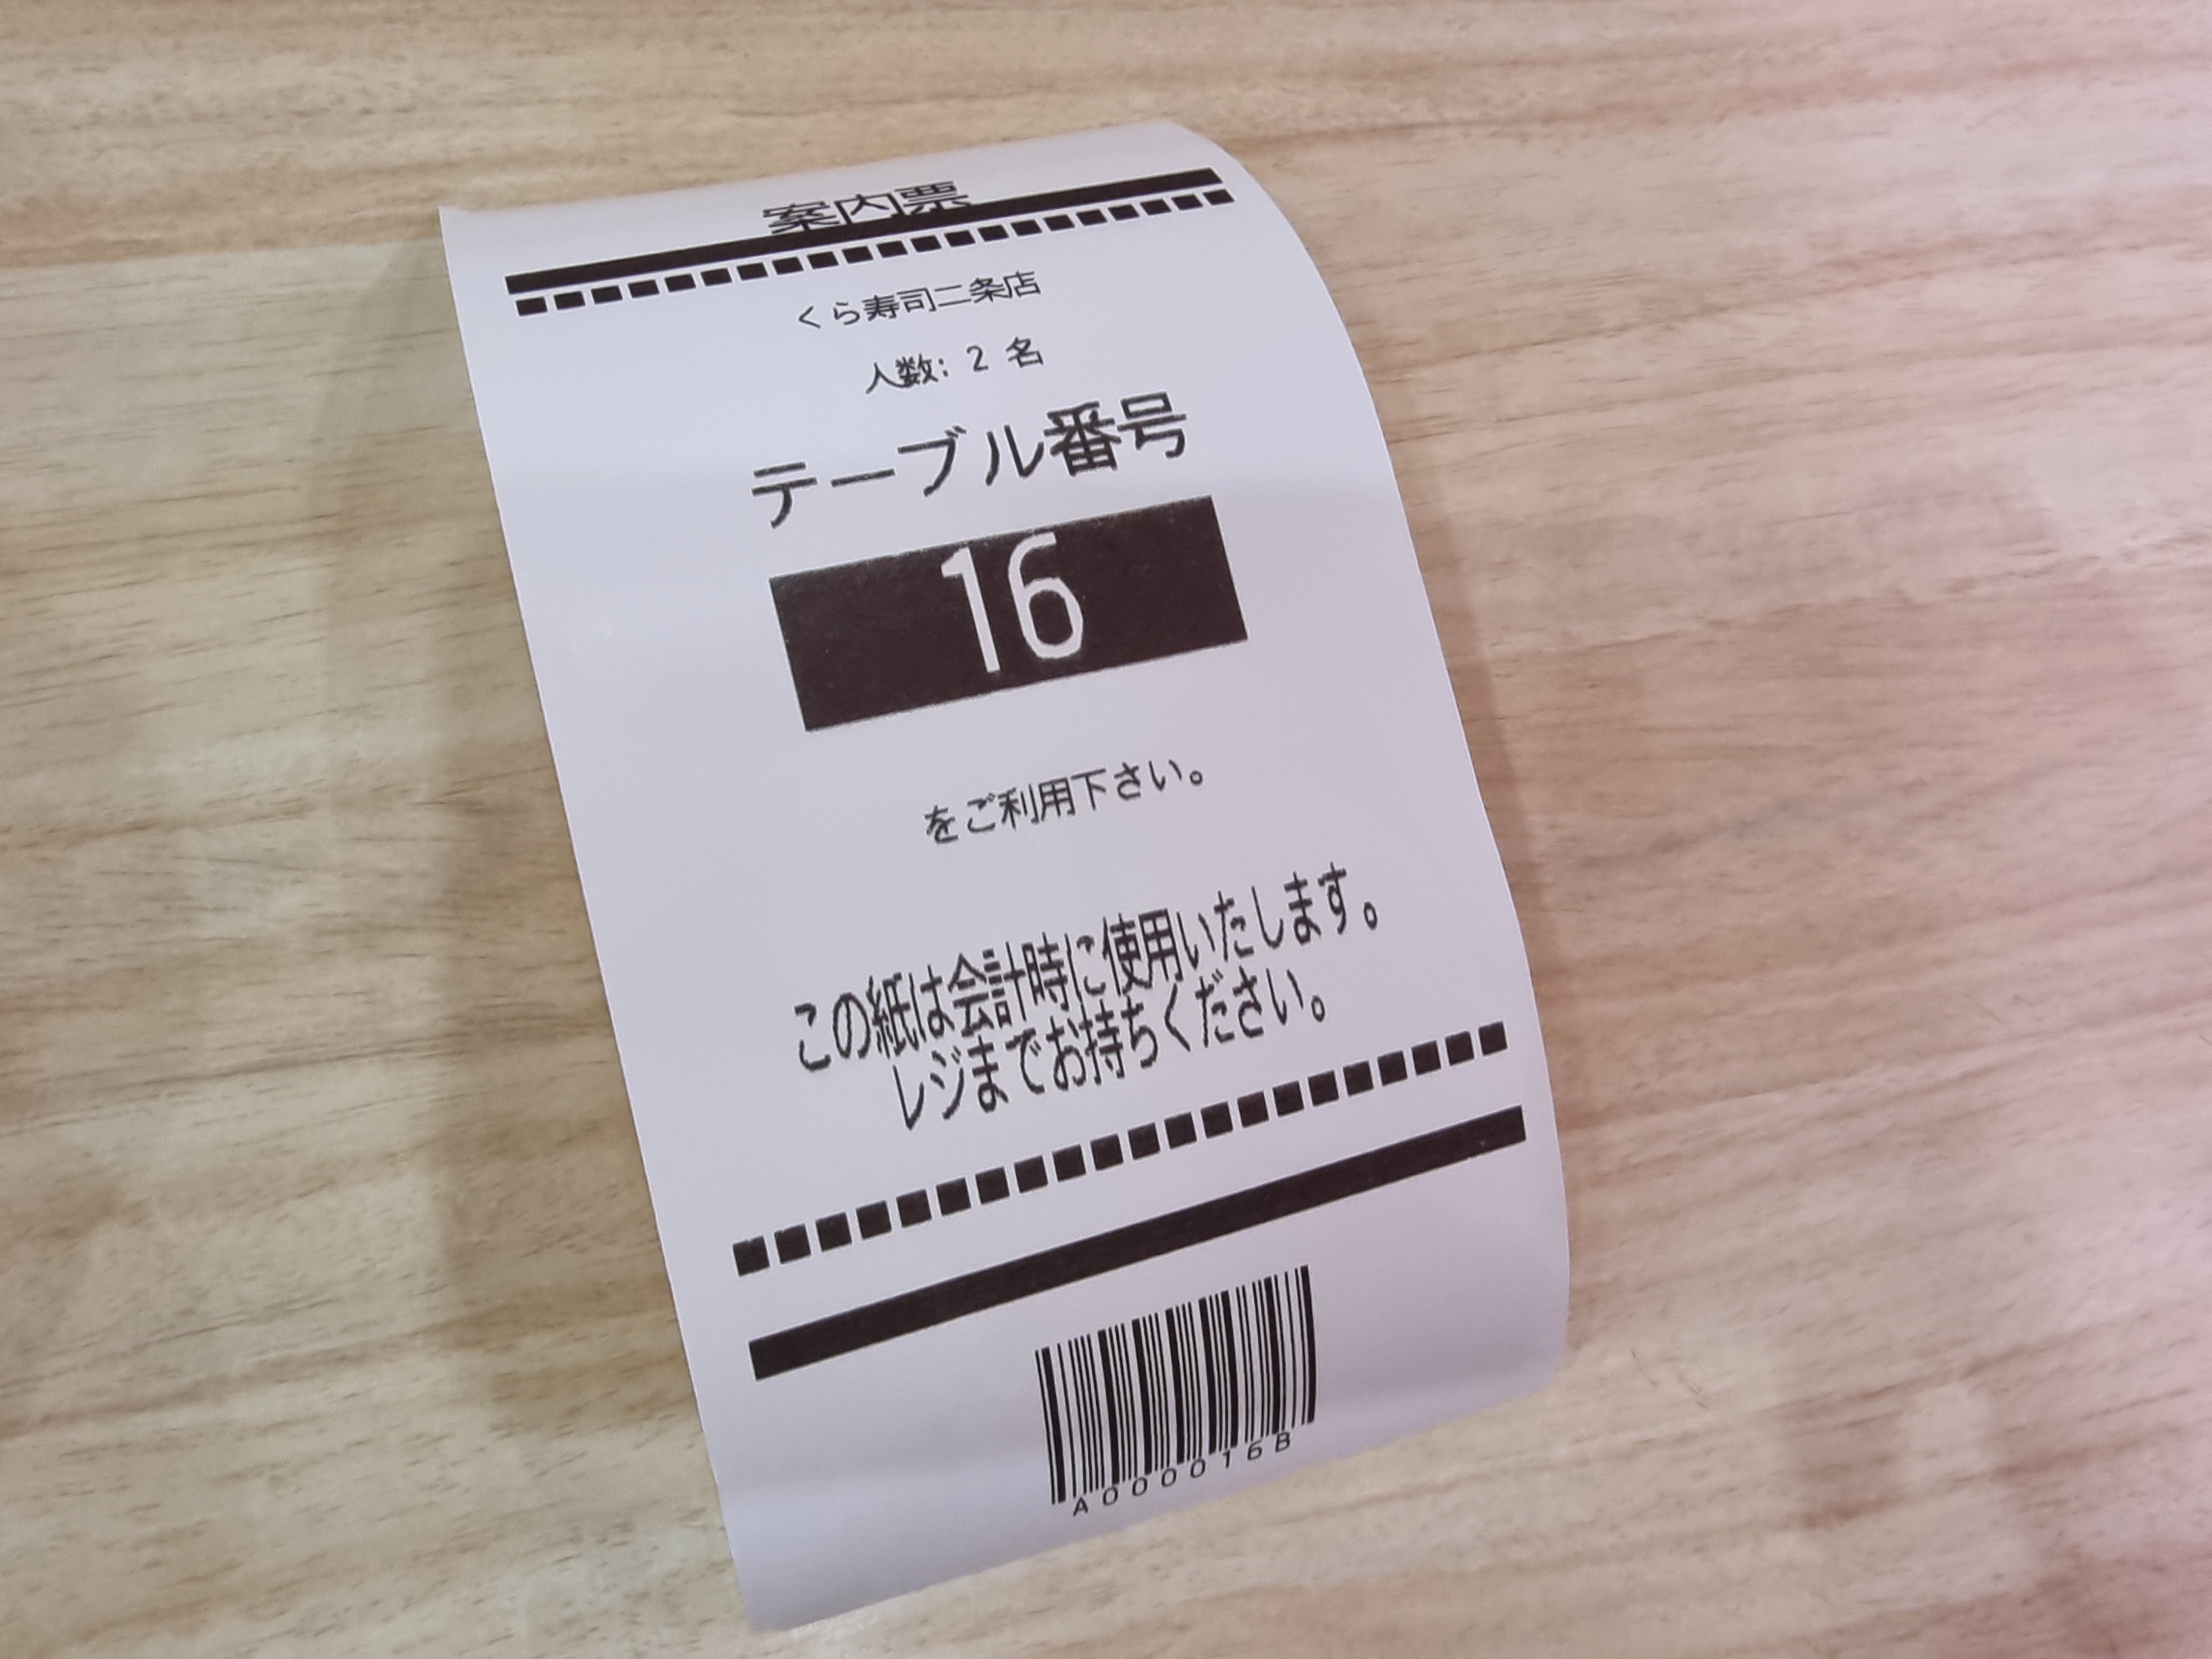 案内票
くら寿司二条店
人数: 2 名
テーブル番号
16
をご利用下さい。
この紙は会計時に使用いたします。
レジまでお持ちください。
A000016B